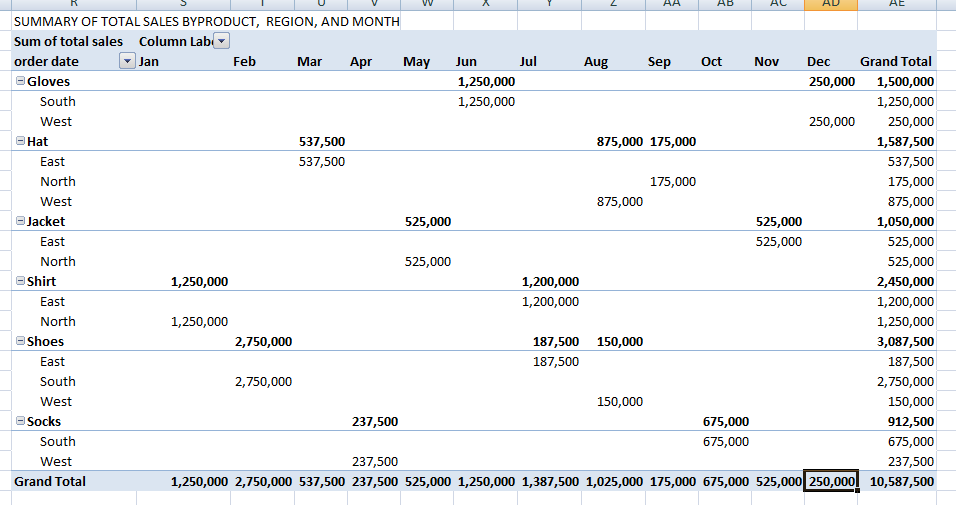 R S T U V W X Y Z AA AB AC AD AE
SUMMARY OF TOTAL SALES BYPRODUCT, REGION, AND MONTH
Sum of total sales Column Lab
order date Jan Feb Mar Apr May Jun Jul Aug Sep Oct Nov Dec Grand Total
Gloves 1,250,000 250,000 1,500,000
South 1,250,000 1,250,000
West 250,000 250,000
Hat 537,500 875,000 175,000 1,587,500
East 537,500 537,500
North 175,000 175,000
West 875,000 875,000
Jacket 525,000 525,000 1,050,000
East 525,000 525,000
North 525,000 525,000
Shirt 1,250,000 1,200,000 2,450,000
East 1,200,000 1,200,000
North 1,250,000 1,250,000
Shoes 2,750,000 187,500 150,000 3,087,500
East 187,500 187,500
South 2,750,000 2,750,000
West 150,000 150,000
Socks 237,500 675,000 912,500
South 675,000 675,000
West 237,500 237,500
Grand Total 1,250,000 2,750,000 537,500 237,500 525,000 1,250,000 1,387,500 1,025,000 175,000 675,000 525,000 250,000 10,587,500